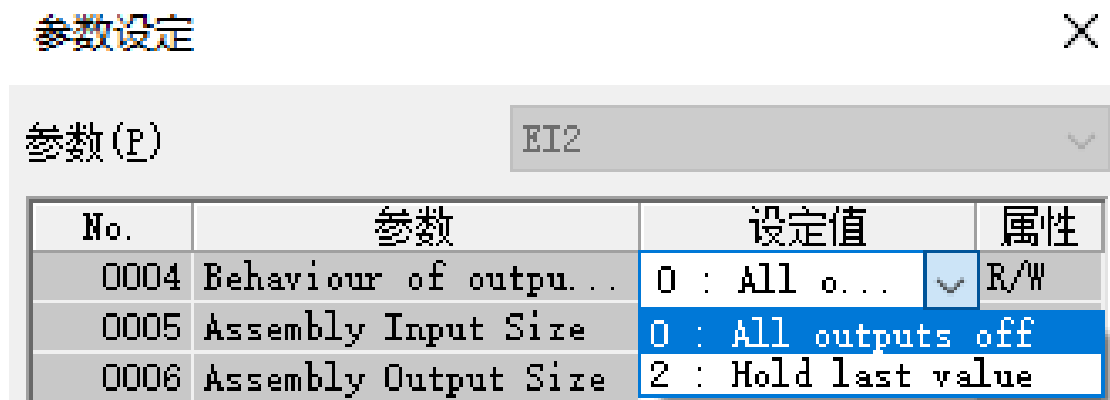 参数设定
参数(P) EI2
No. 参数 设定值 属性
0004 Behaviour of outpu... 0 : All o... R/W
0005 Assembly Input Size 0 : All outputs off
0006 Assembly Output Size 2 : Hold last value